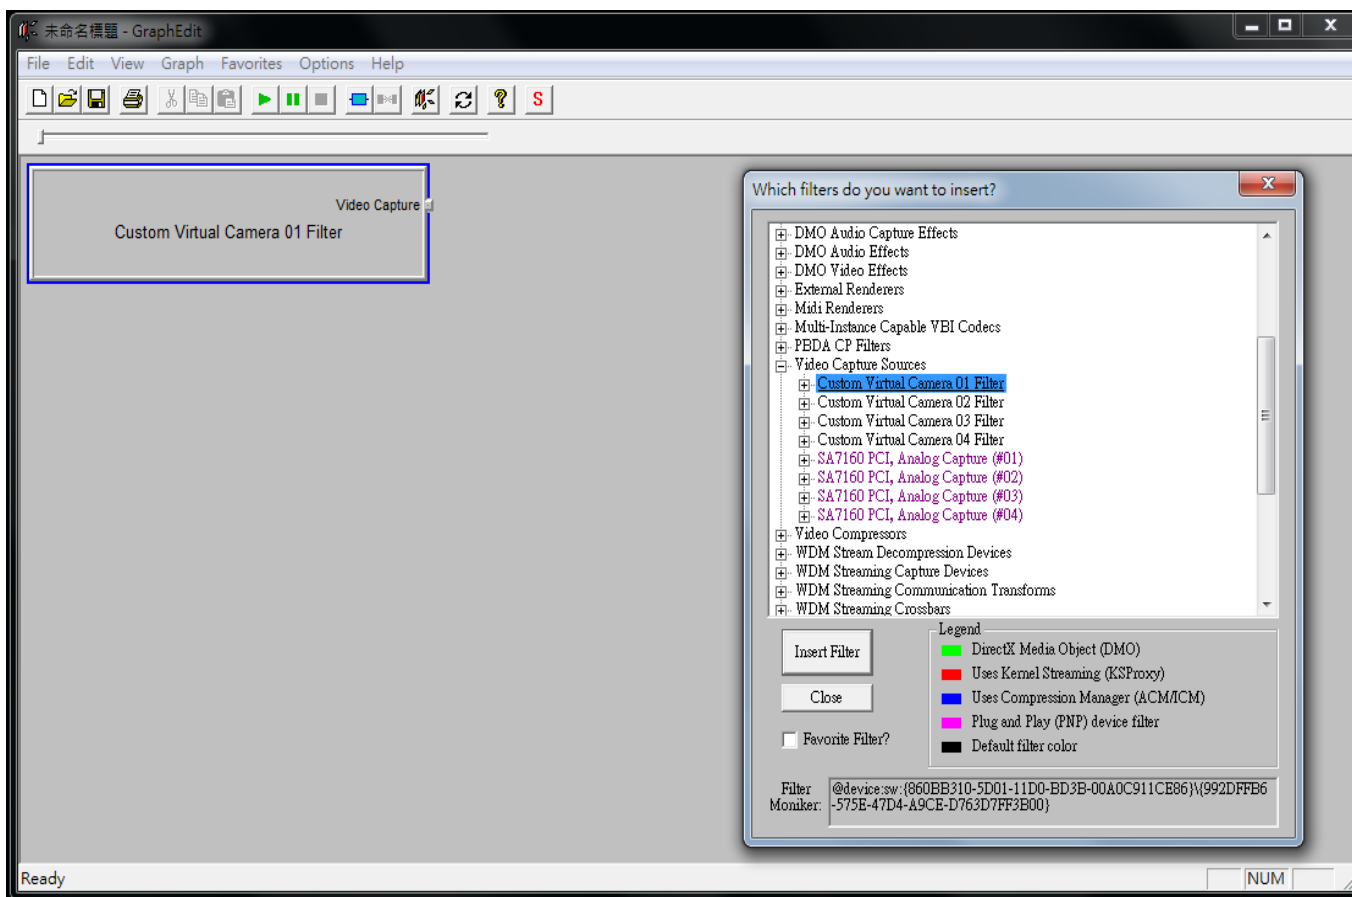 未命名標題 - GraphEdit
File Edit View Graph Favorites Options Help
S
Video Capture
Custom Virtual Camera 01 Filter
Which filters do you want to insert?
DMO Audio Capture Effects
DMO Audio Effects
DMO Video Effects
External Renderers
Midi Renderers
Multi-Instance Capable VBI Codecs
PBDA CP Filters
Video Capture Sources
Custom Virtual Camera 01 Filter
Custom Virtual Camera 02 Filter
Custom Virtual Camera 03 Filter
Custom Virtual Camera 04 Filter
SA7160 PCI, Analog Capture (#01)
SA7160 PCI, Analog Capture (#02)
SA7160 PCI, Analog Capture (#03)
SA7160 PCI, Analog Capture (#04)
Video Compressors
WDM Stream Decompression Devices
WDM Streaming Capture Devices
WDM Streaming Communication Transforms
WDM Streaming Crossbars
Insert Filter
Close
Favorite Filter?
Legend
DirectX Media Object (DMO)
Uses Kernel Streaming (KSProxy)
Uses Compression Manager (ACM/ICM)
Plug and Play (PNP) device filter
Default filter color
Filter Moniker:
@device:sw:{860BB310-5D01-11D0-BD3B-00A0C911CE86}\{992DFFB6
-575E-47D4-A9CE-D763D7FF3B00}
Ready
NUM